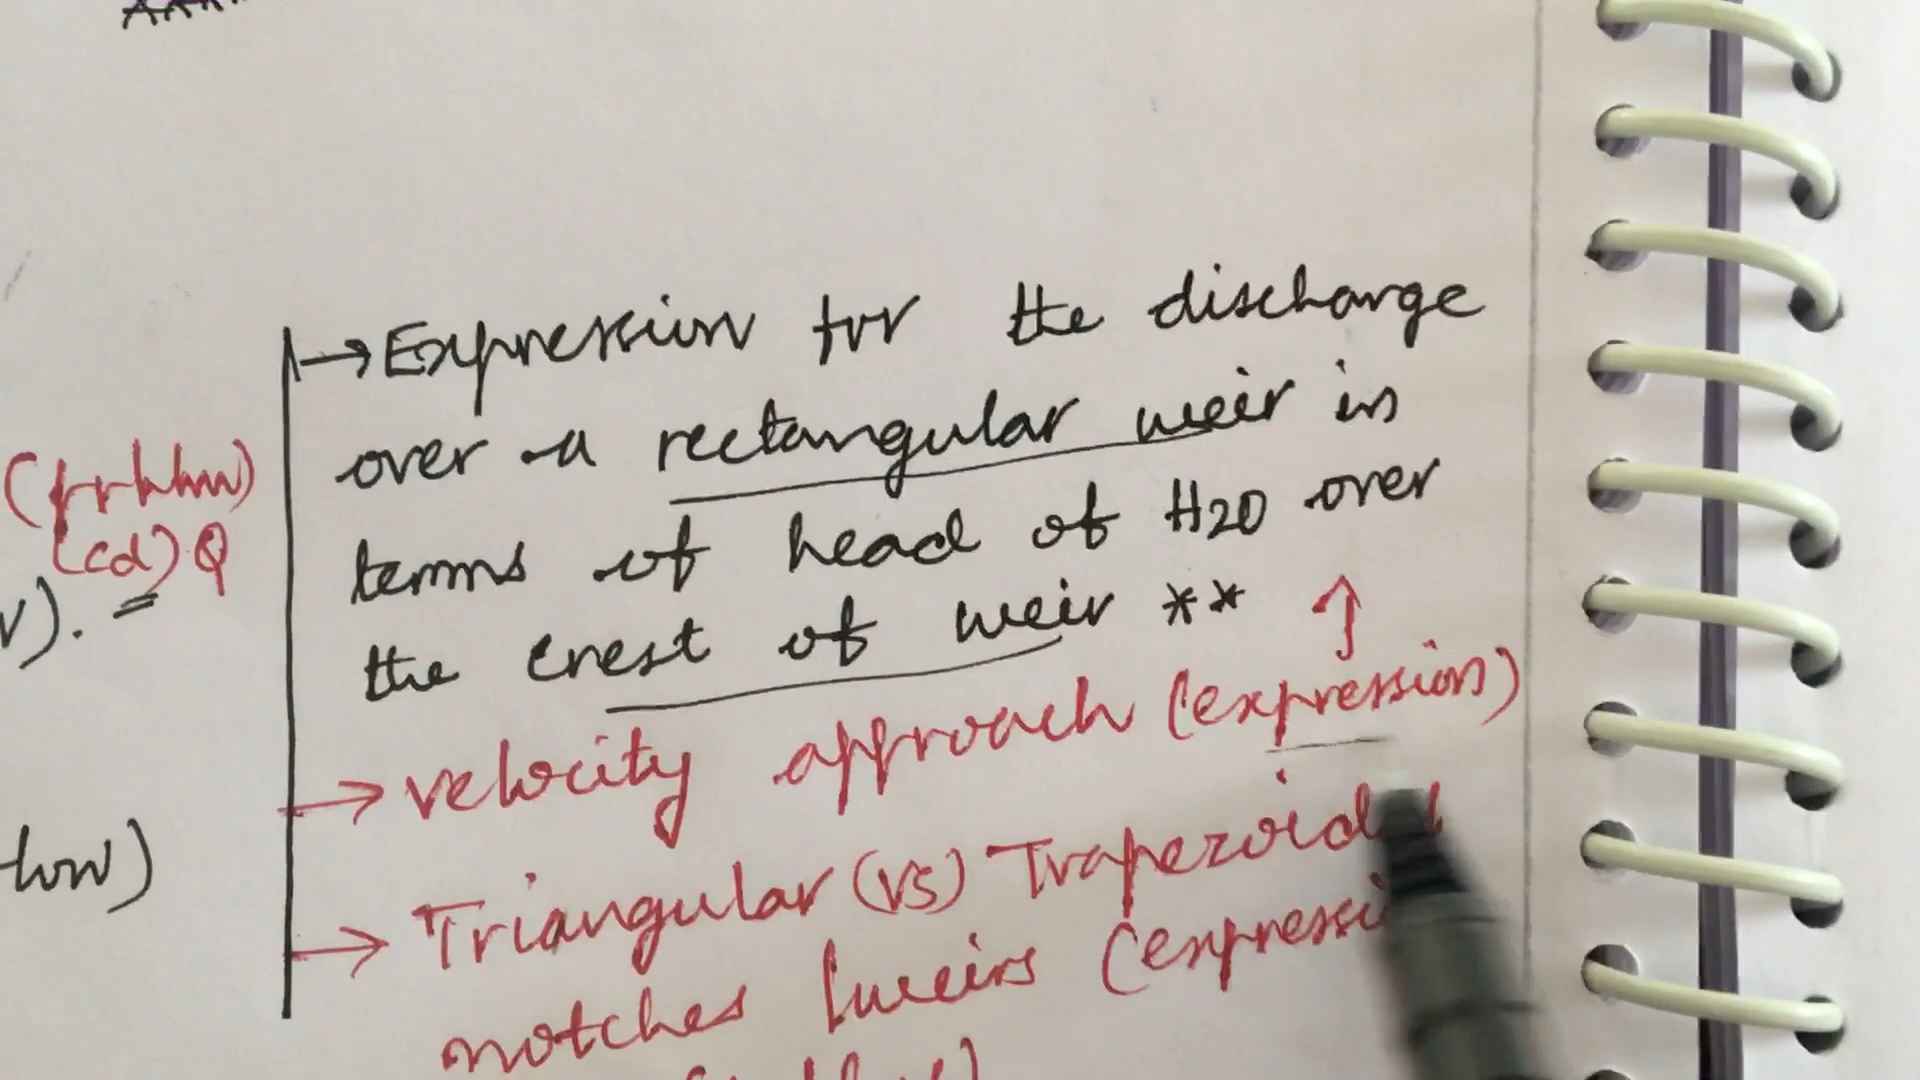 → Expression for the discharge
over a rectangular weir in
terms of head of H2O over
the crest of weir **
(cd) Q
→ velocity approach (expression)
→ Triangular (vs) Trapezoidal
notches / weirs (expressi